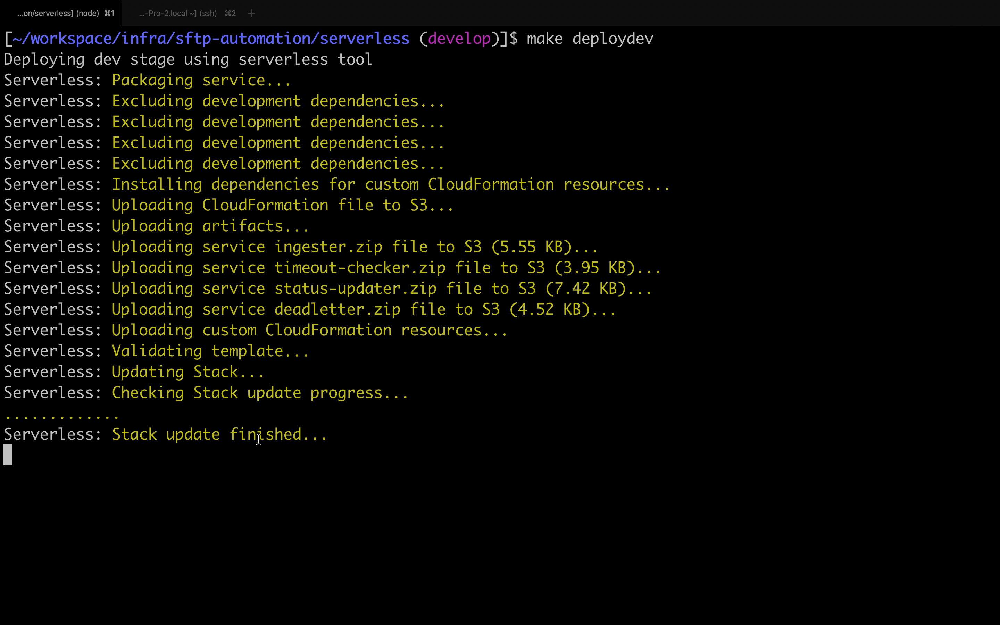 ...on/serverless] (node) ⌘1 ...-Pro-2.local ~] (ssh) ⌘2 +
[~/workspace/infra/sftp-automation/serverless (develop)]$ make deploydev
Deploying dev stage using serverless tool
Serverless: Packaging service...
Serverless: Excluding development dependencies...
Serverless: Excluding development dependencies...
Serverless: Excluding development dependencies...
Serverless: Excluding development dependencies...
Serverless: Installing dependencies for custom CloudFormation resources...
Serverless: Uploading CloudFormation file to S3...
Serverless: Uploading artifacts...
Serverless: Uploading service ingester.zip file to S3 (5.55 KB)...
Serverless: Uploading service timeout-checker.zip file to S3 (3.95 KB)...
Serverless: Uploading service status-updater.zip file to S3 (7.42 KB)...
Serverless: Uploading service deadletter.zip file to S3 (4.52 KB)...
Serverless: Uploading custom CloudFormation resources...
Serverless: Validating template...
Serverless: Updating Stack...
Serverless: Checking Stack update progress...
.............
Serverless: Stack update finished...